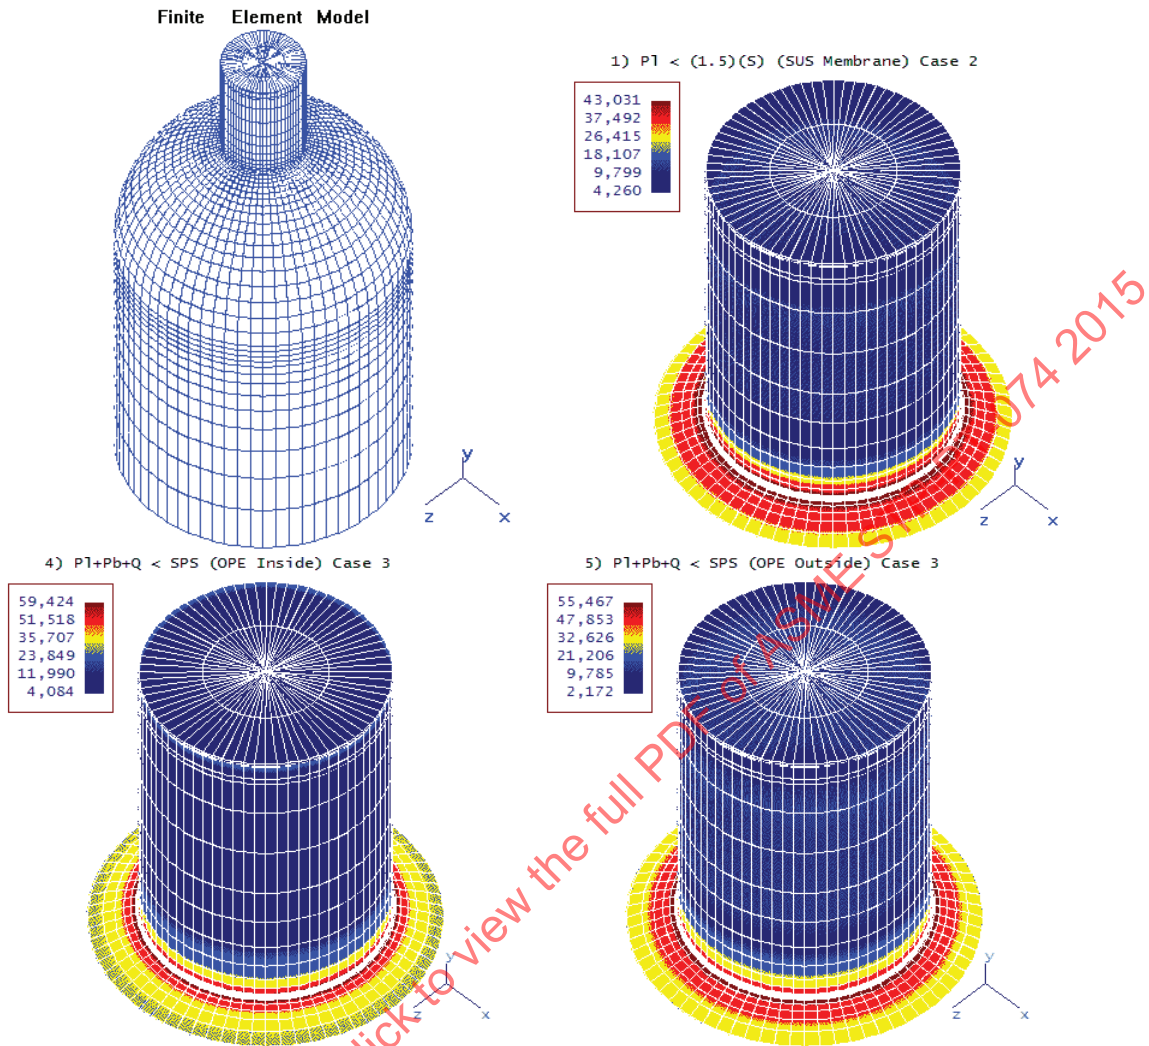 Finite Element Model
1) Pl < (1.5)(S) (SUS Membrane) Case 2
43,031
37,492
26,415
18,107
9,799
4,260
y
z
x
y
z
x
4) Pl+Pb+Q < SPS (OPE Inside) Case 3
59,424
51,518
35,707
23,849
11,990
4,084
y
z
x
5) Pl+Pb+Q < SPS (OPE Outside) Case 3
55,467
47,853
32,626
21,206
9,785
2,172
y
z
x
lick to view the full PDF of ASME ST 074 2015